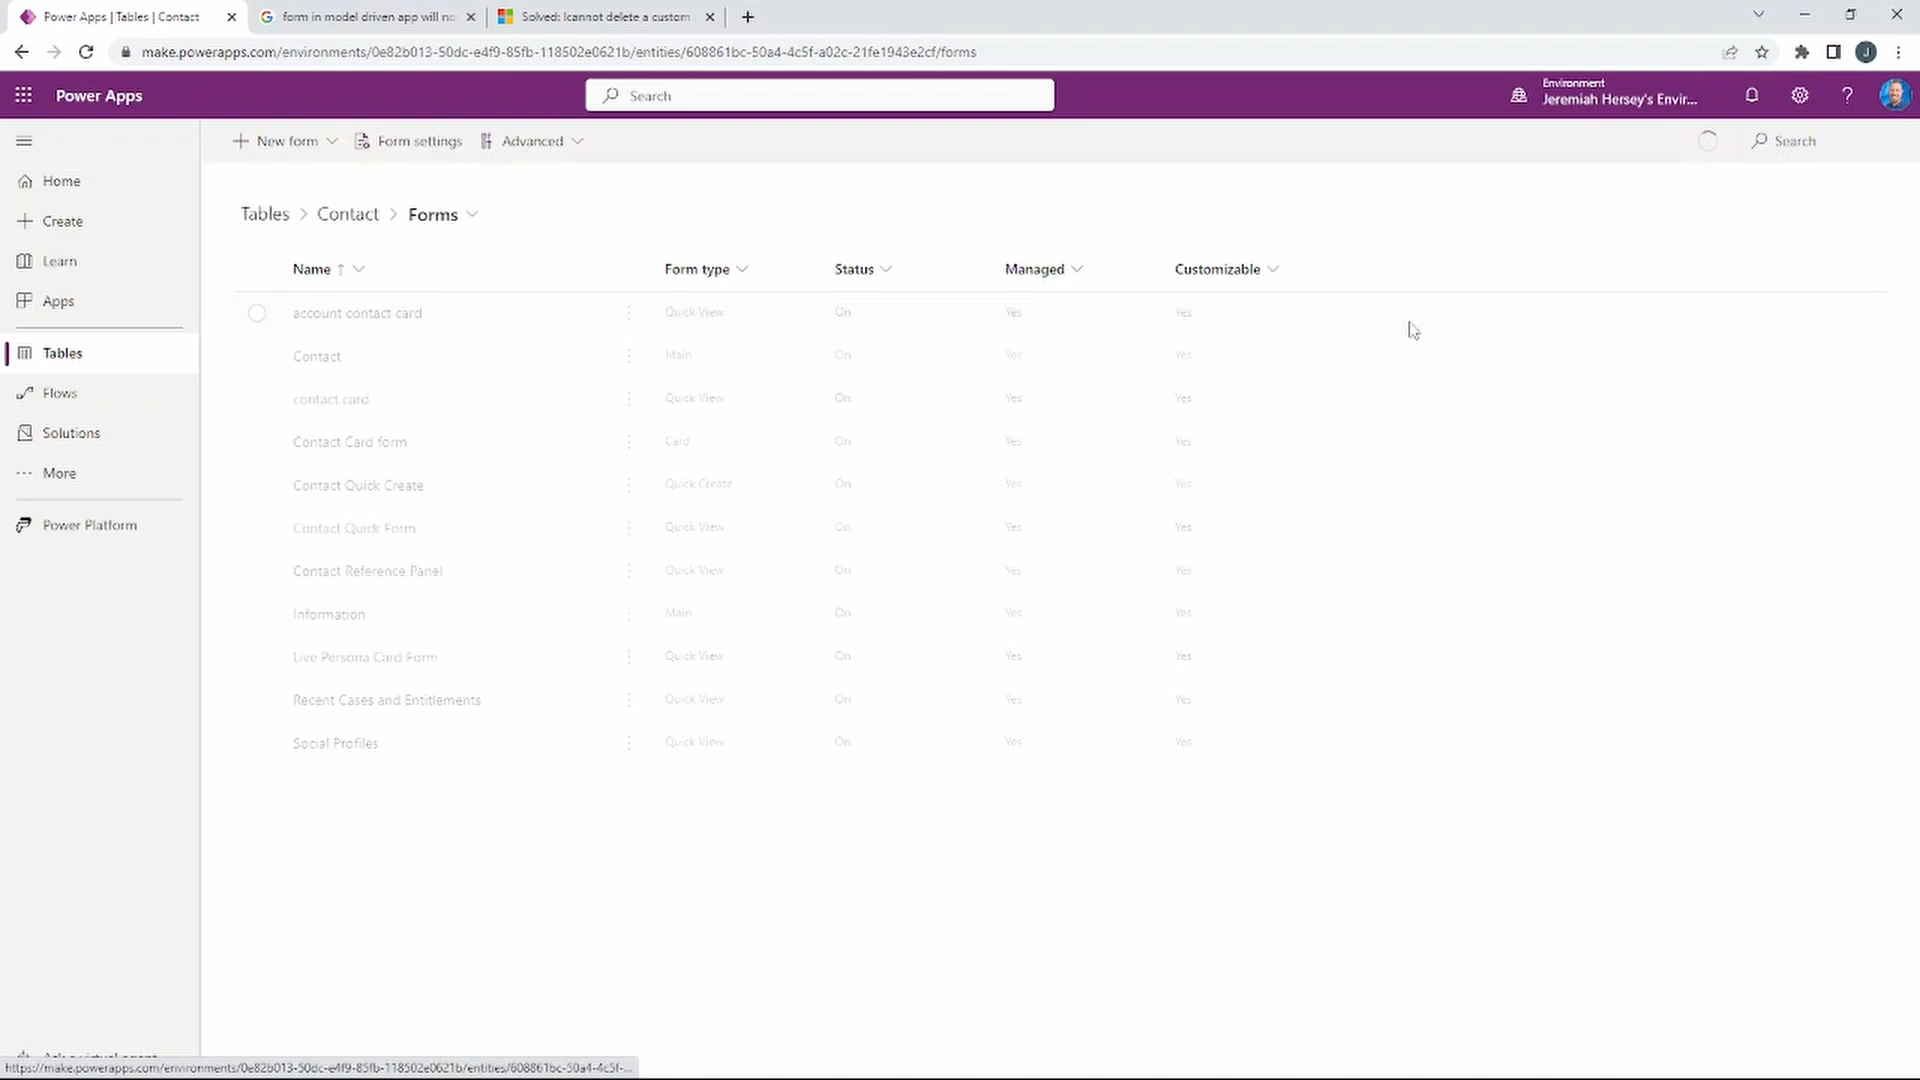 Power Apps | Tables | Contact
form in model driven app will no
Solved: Icannot delete a custom
make.powerapps.com/environments/0e82b013-50dc-e4f9-85fb-118502e0621b/entities/608861bc-50a4-4c5f-a02c-21fe1943e2cf/forms
J
Power Apps
Search
Environment
Jeremiah Hersey's Envir...
New form
Form settings
Advanced
Search
Home
Create
Learn
Apps
Tables
Flows
Solutions
More
Power Platform
Tables > Contact > Forms
Name ↑ Form type Status Managed Customizable
account contact card Quick View On Yes Yes
Contact Main On Yes Yes
contact card Quick View On Yes Yes
Contact Card form Card On Yes Yes
Contact Quick Create Quick Create On Yes Yes
Contact Quick Form Quick View On Yes Yes
Contact Reference Panel Quick View On Yes Yes
Information Main On Yes Yes
Live Persona Card Form Quick View On Yes Yes
Recent Cases and Entitlements Quick View On Yes Yes
Social Profiles Quick View On Yes Yes
Ask a virtual agent
https://make.powerapps.com/environments/0e82b013-50dc-e4f9-85fb-118502e0621b/entities/608861bc-50a4-4c5f-...